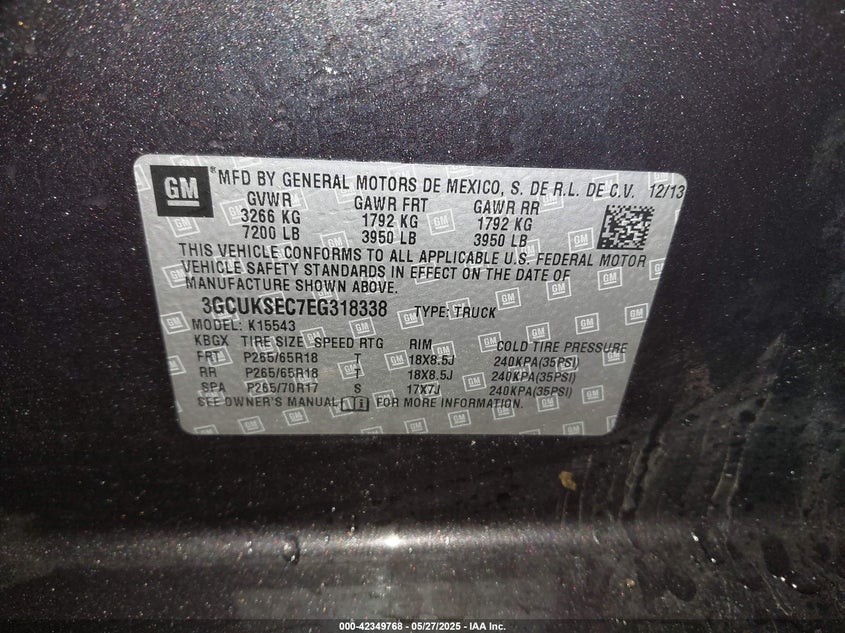 GM ® MFD BY GENERAL MOTORS DE MEXICO, S. DE R.L. DE C.V. 12/13
GVWR GAWR FRT GAWR RR
3266 KG 1792 KG 1792 KG
7200 LB 3950 LB 3950 LB
THIS VEHICLE CONFORMS TO ALL APPLICABLE U.S. FEDERAL MOTOR
VEHICLE SAFETY STANDARDS IN EFFECT ON THE DATE OF
MANUFACTURE SHOWN ABOVE.
3GCUKSEC7EG318338 TYPE: TRUCK
MODEL: K15543
KBGX TIRE SIZE SPEED RTG RIM COLD TIRE PRESSURE
FRT P265/65R18 T 18X8.5J 240KPA(35PSI)
RR P265/65R18 T 18X8.5J 240KPA(35PSI)
SPA P265/70R17 S 17X7J 240KPA(35PSI)
SEE OWNER'S MANUAL FOR MORE INFORMATION.
000-42349768 — 05/27/2025 — IAA Inc.